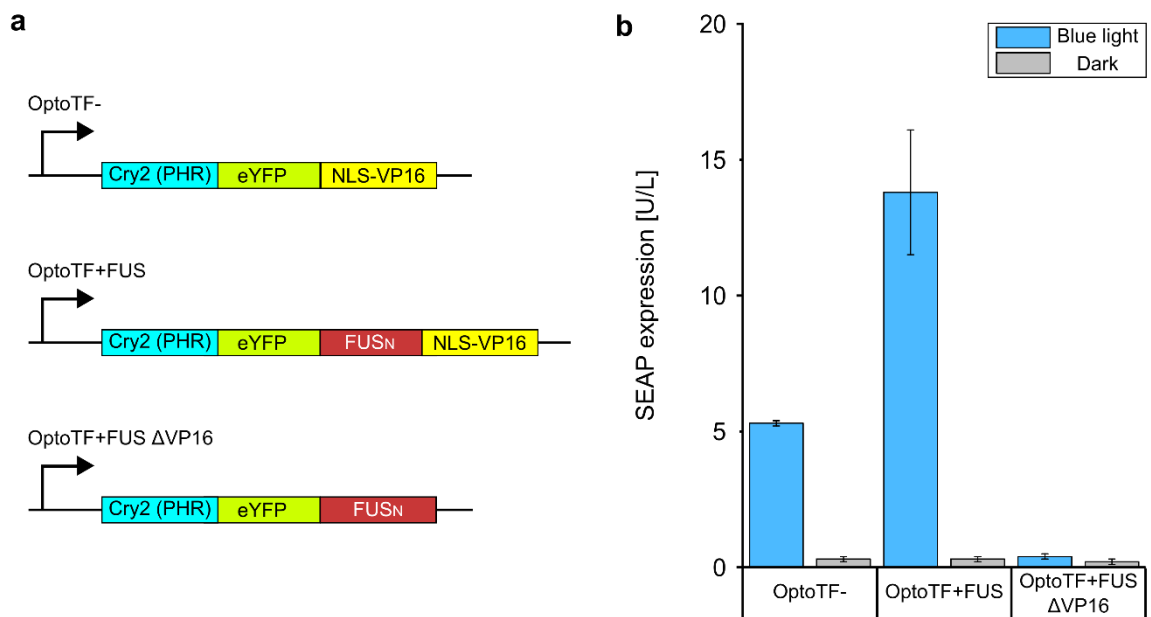 a
OptoTF-
Cry2 (PHR) eYFP NLS-VP16
OptoTF+FUS
Cry2 (PHR) eYFP FUSN NLS-VP16
OptoTF+FUS ΔVP16
Cry2 (PHR) eYFP FUSN
b
Blue light
Dark
SEAP expression [U/L]
20
15
10
5
0
OptoTF- OptoTF+FUS OptoTF+FUS
ΔVP16